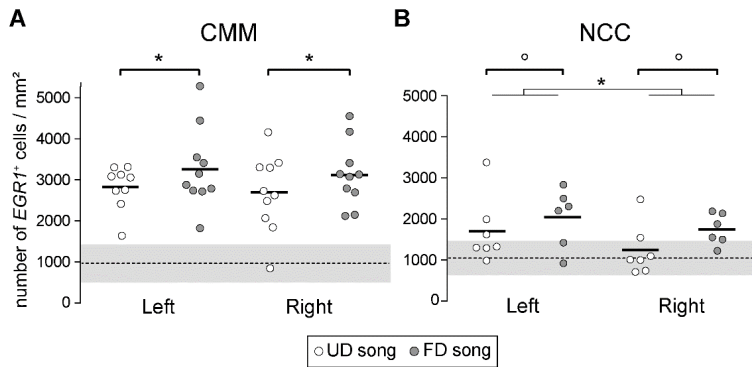 A
CMM
B
NCC
*
*
°
°
*
number of EGR1+ cells / mm²
5000
4000
3000
2000
1000
0
Left
Right
5000
4000
3000
2000
1000
0
Left
Right
UD song
FD song